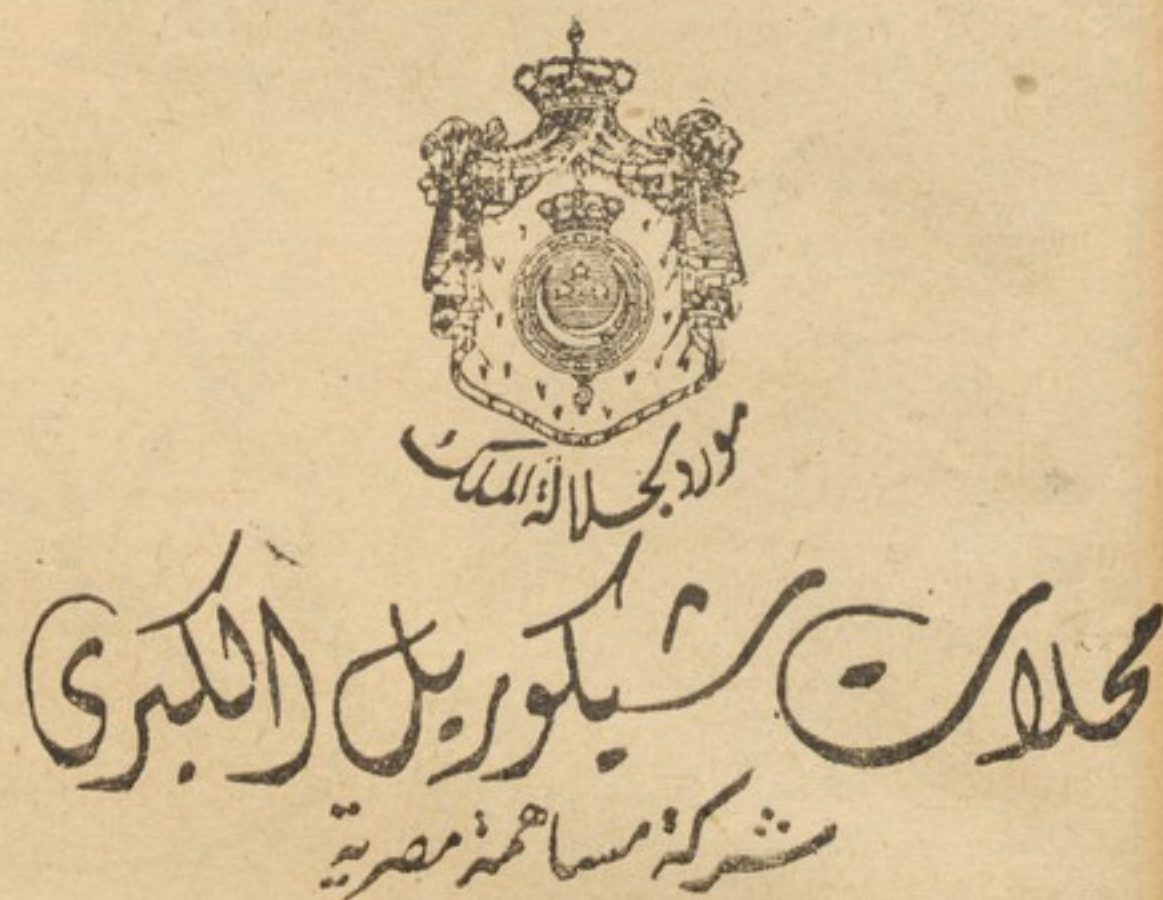 مورد لجلالة الملك
محلات شيكوريل الكبرى
شركة مساهمة مصرية